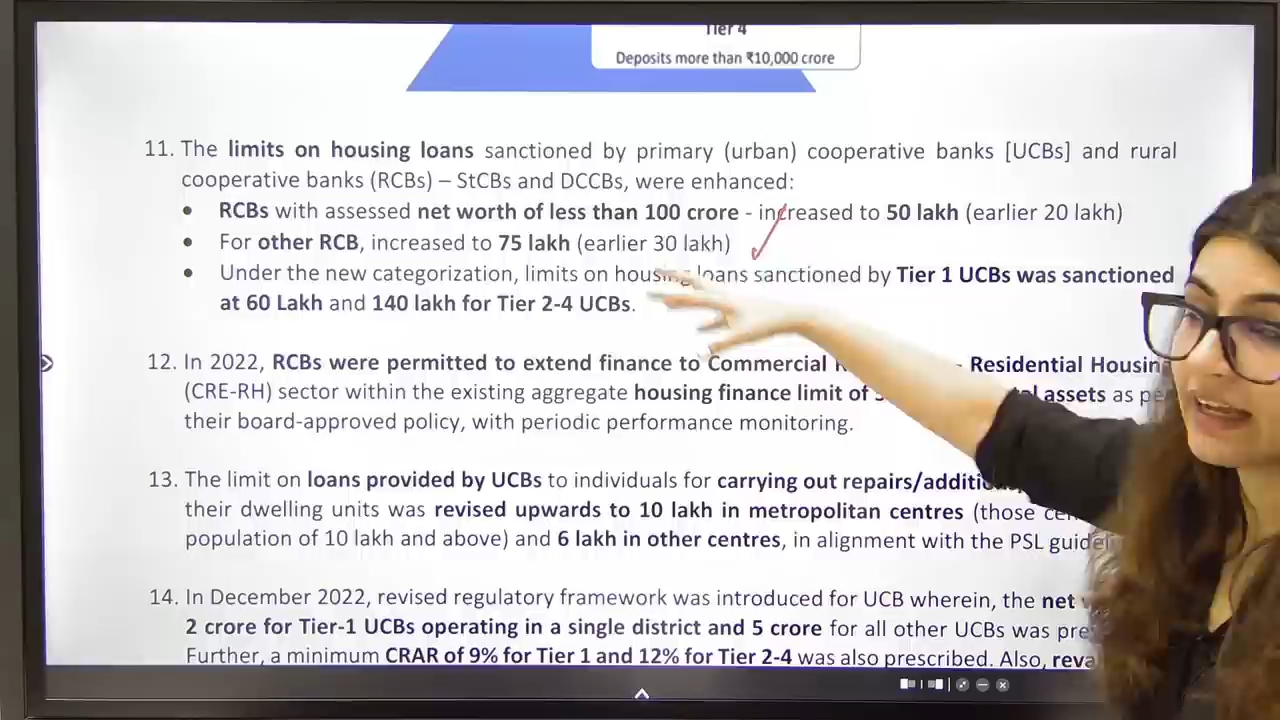 Tier 4
Deposits more than ₹10,000 crore
11. The limits on housing loans sanctioned by primary (urban) cooperative banks [UCBs] and rural
cooperative banks (RCBs) – StCBs and DCCBs, were enhanced:
• RCBs with assessed net worth of less than 100 crore - increased to 50 lakh (earlier 20 lakh)
• For other RCB, increased to 75 lakh (earlier 30 lakh)
• Under the new categorization, limits on housing loans sanctioned by Tier 1 UCBs was sanctioned
at 60 Lakh and 140 lakh for Tier 2-4 UCBs.
12. In 2022, RCBs were permitted to extend finance to Commercial - Residential Housin
(CRE-RH) sector within the existing aggregate housing finance limit of assets as pe
their board-approved policy, with periodic performance monitoring.
13. The limit on loans provided by UCBs to individuals for carrying out repairs/additi
their dwelling units was revised upwards to 10 lakh in metropolitan centres (those
population of 10 lakh and above) and 6 lakh in other centres, in alignment with the PSL guidel
14. In December 2022, revised regulatory framework was introduced for UCB wherein, the net
2 crore for Tier-1 UCBs operating in a single district and 5 crore for all other UCBs was pre
Further, a minimum CRAR of 9% for Tier 1 and 12% for Tier 2-4 was also prescribed. Also, reva